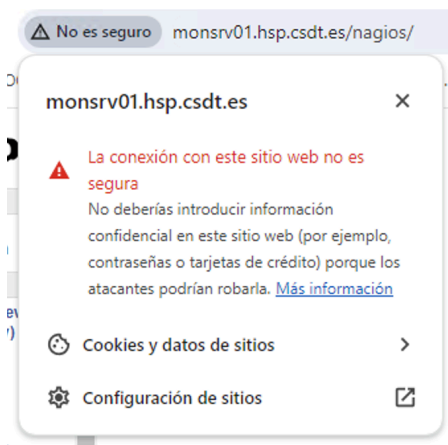 No es seguro monsrv01.hsp.csdt.es/nagios/
monsrv01.hsp.csdt.es
La conexión con este sitio web no es
segura
No deberías introducir información
confidencial en este sitio web (por ejemplo,
contraseñas o tarjetas de crédito) porque los
atacantes podrían robarla. Más información
Cookies y datos de sitios
Configuración de sitios